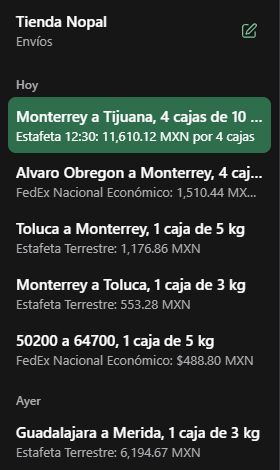 Tienda Nopal
Envíos
Hoy
Monterrey a Tijuana, 4 cajas de 10 ...
Estafeta 12:30: 11,610.12 MXN por 4 cajas
Alvaro Obregon a Monterrey, 4 caj...
FedEx Nacional Económico: 1,510.44 MX...
Toluca a Monterrey, 1 caja de 5 kg
Estafeta Terrestre: 1,176.86 MXN
Monterrey a Toluca, 1 caja de 3 kg
Estafeta Terrestre: 553.28 MXN
50200 a 64700, 1 caja de 5 kg
FedEx Nacional Económico: $488.80 MXN
Ayer
Guadalajara a Merida, 1 caja de 3 kg
Estafeta Terrestre: 6,194.67 MXN